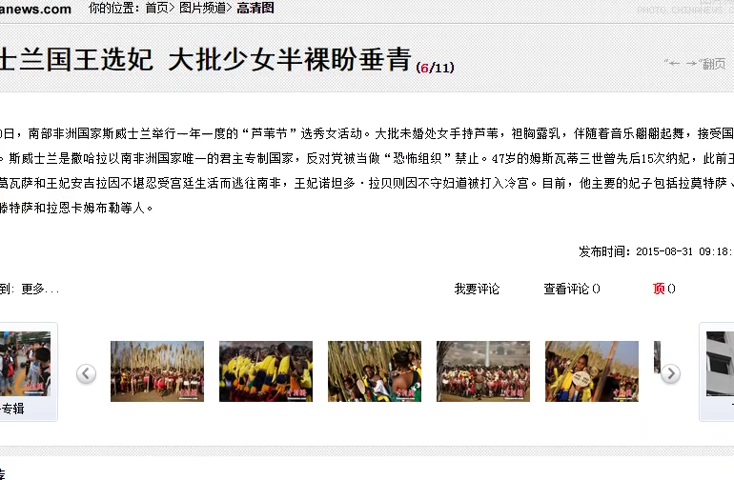 anews.com 你的位置：首页> 图片频道> 高清图
PHOTO.CHINANEWS.C
士兰国王选妃 大批少女半裸盼垂青(6/11)
“← →”翻页
0日，南部非洲国家斯威士兰举行一年一度的“芦苇节”选秀女活动。大批未婚处女手持芦苇，袒胸露乳，伴随着音乐翩翩起舞，接受国
。斯威士兰是撒哈拉以南非洲国家唯一的君主专制国家，反对党被当做“恐怖组织”禁止。47岁的姆斯瓦蒂三世曾先后15次纳妃，此前王
葛瓦萨和王妃安吉拉因不堪忍受宫廷生活而逃往南非，王妃诺坦多·拉贝则因不守妇道被打入冷宫。目前，他主要的妃子包括拉莫特萨、
滕特萨和拉恩卡姆布勒等人。
发布时间：2015-08-31 09:18:
到: 更多... 我要评论 查看评论0 顶0
专辑